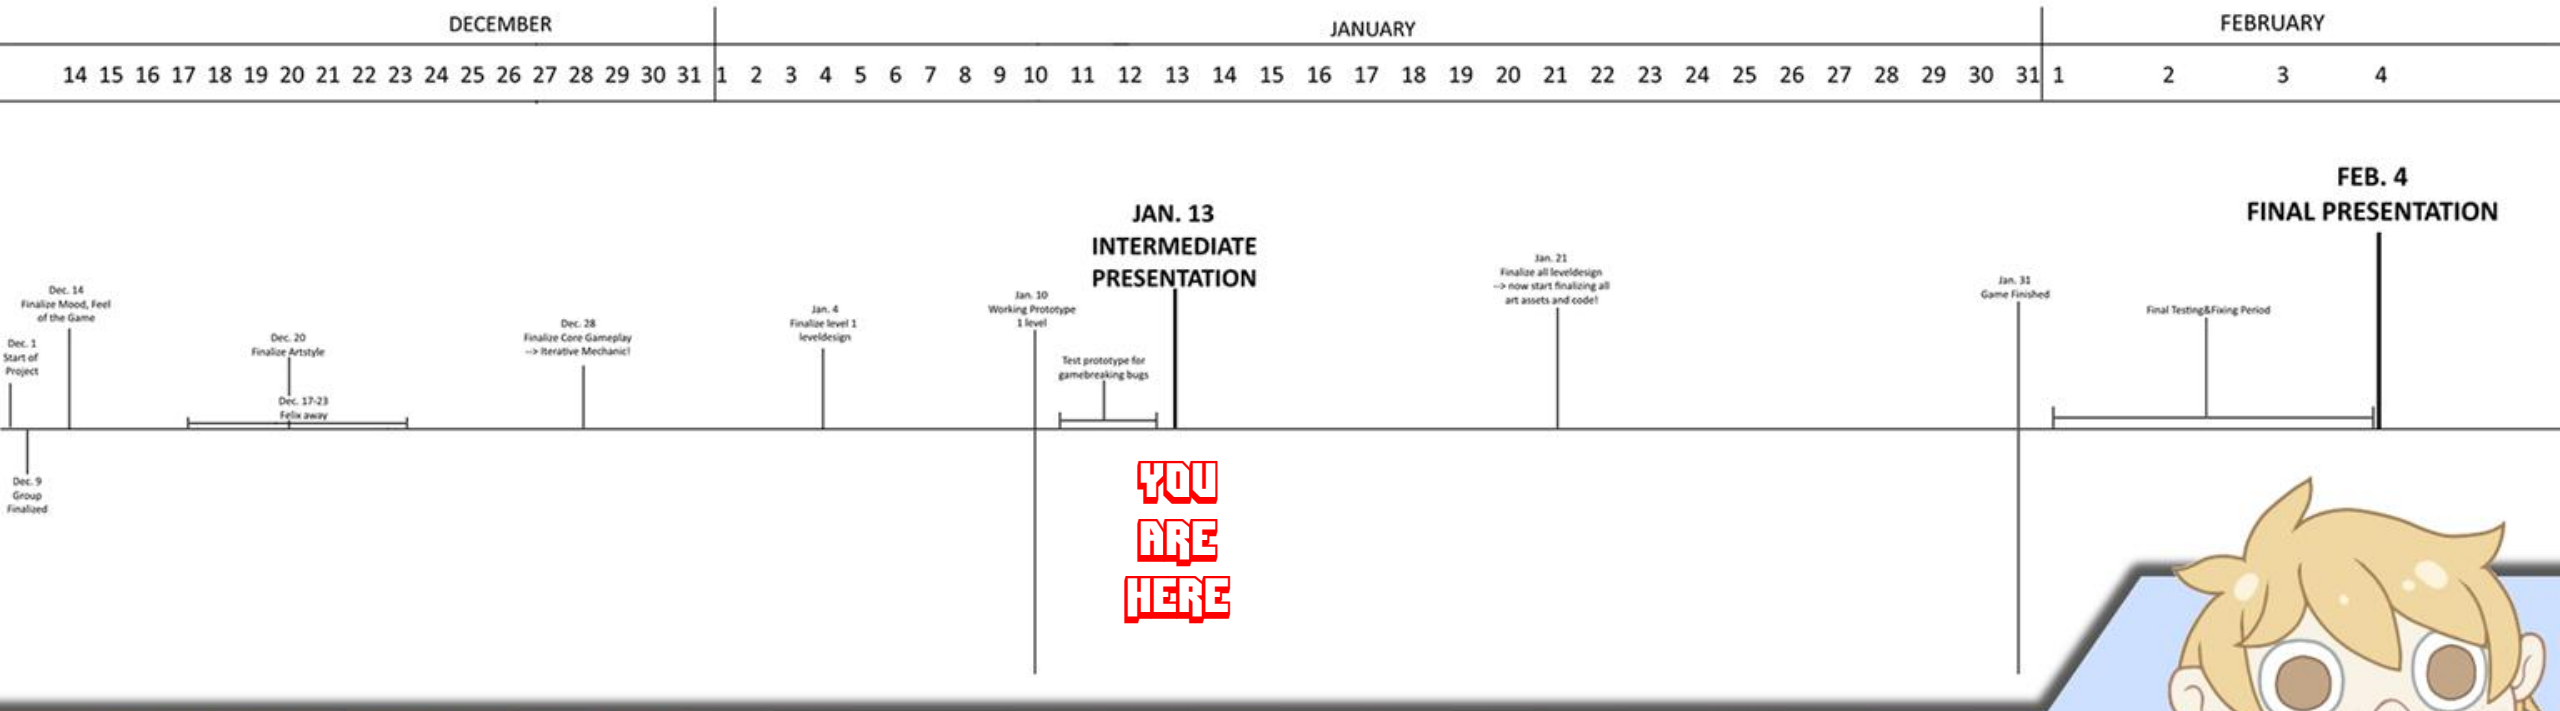 DECEMBER
JANUARY
FEBRUARY
14 15 16 17 18 19 20 21 22 23 24 25 26 27 28 29 30 31 1 2 3 4 5 6 7 8 9 10 11 12 13 14 15 16 17 18 19 20 21 22 23 24 25 26 27 28 29 30 31 1 2 3 4
Dec. 1
Start of
Project
Dec. 9
Group
Finalized
Dec. 14
Finalize Mood, Feel
of the Game
Dec. 20
Finalize Artstyle
Dec. 17-23
Felix away
Dec. 28
Finalize Core Gameplay
--> Iterative Mechanic!
Jan. 4
Finalize level 1
leveldesign
Jan. 10
Working Prototype
1 level
Test prototype for
gamebreaking bugs
JAN. 13
INTERMEDIATE
PRESENTATION
YOU
ARE
HERE
Jan. 21
Finalize all leveldesign
--> now start finalizing all
art assets and code!
Jan. 31
Game Finished
Final Testing&Fixing Period
FEB. 4
FINAL PRESENTATION